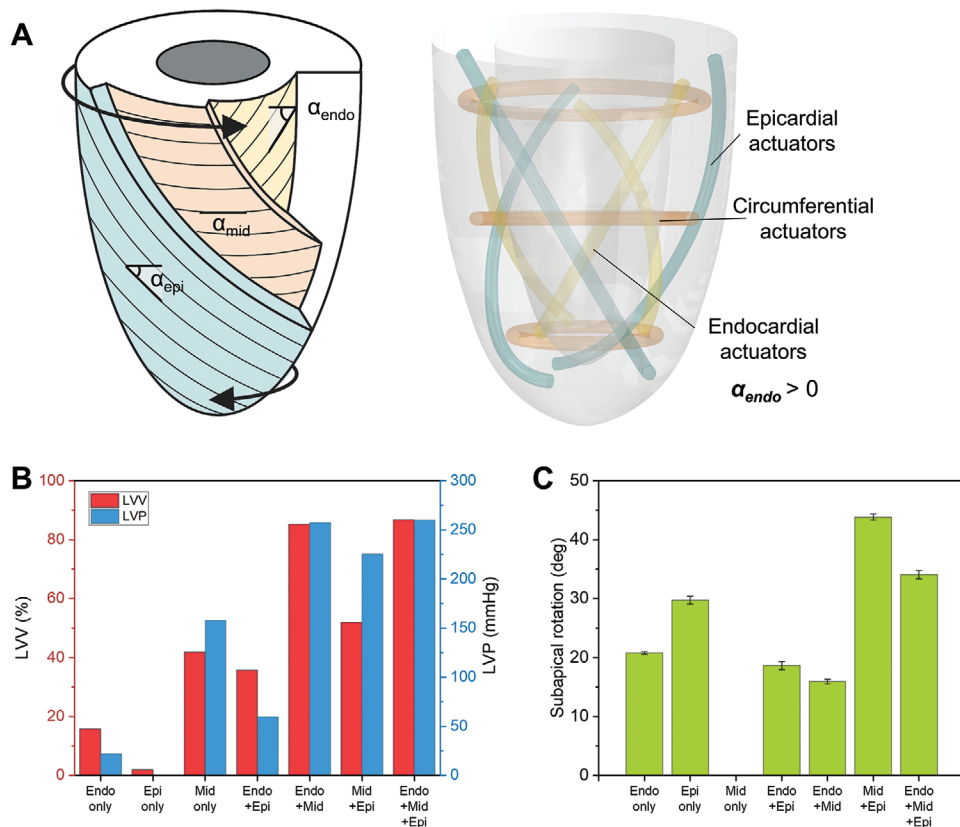 A
α endo
α mid
α epi
Epicardial
actuators
Circumferential
actuators
Endocardial
actuators
α endo > 0
B
LVV (%)
100
80
60
40
20
0
LVV
LVP
300
250
200
150
100
50
0
LVP (mmHg)
Endo only
Epi only
Mid only
Endo +Epi
Endo +Mid
Mid +Epi
Endo +Mid +Epi
C
Subapical rotation (deg)
50
40
30
20
10
0
Endo only
Epi only
Mid only
Endo +Epi
Endo +Mid
Mid +Epi
Endo +Mid +Epi